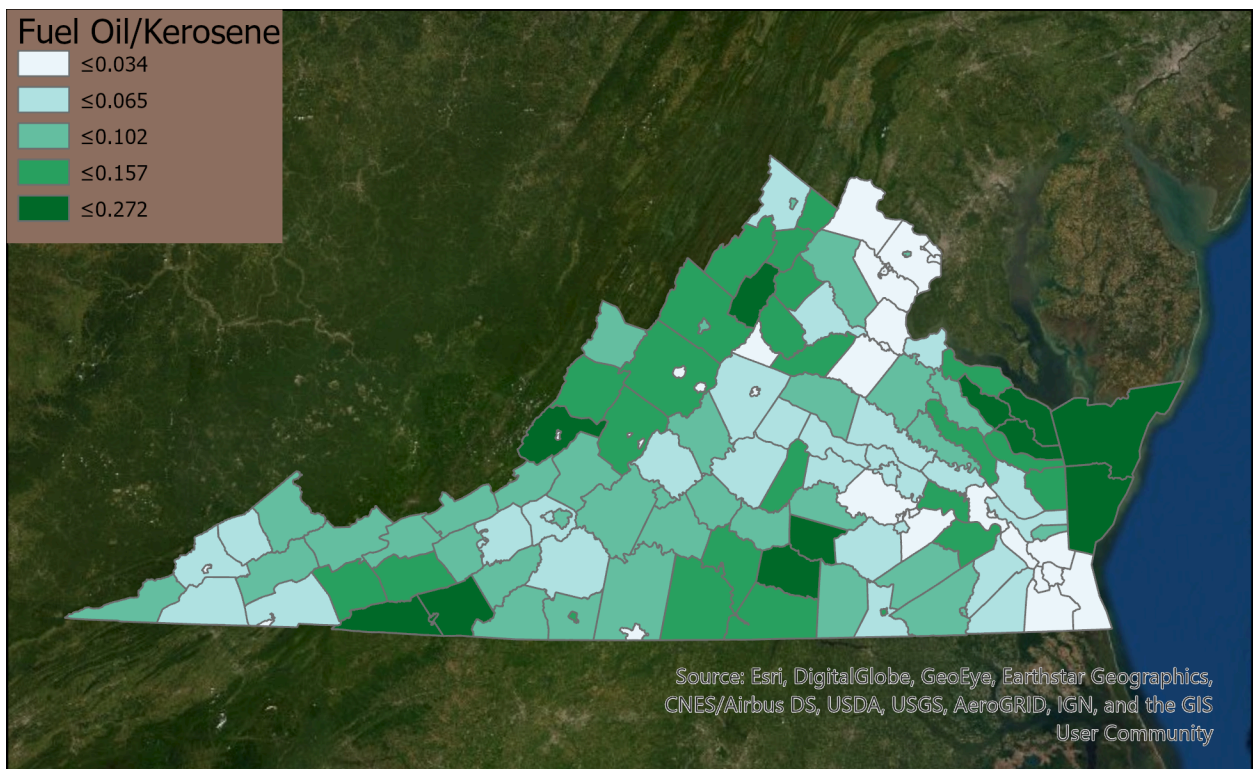 Fuel Oil/Kerosene
≤0.034
≤0.065
≤0.102
≤0.157
≤0.272
Source: Esri, DigitalGlobe, GeoEye, Earthstar Geographics,
CNES/Airbus DS, USDA, USGS, AeroGRID, IGN, and the GIS
User Community